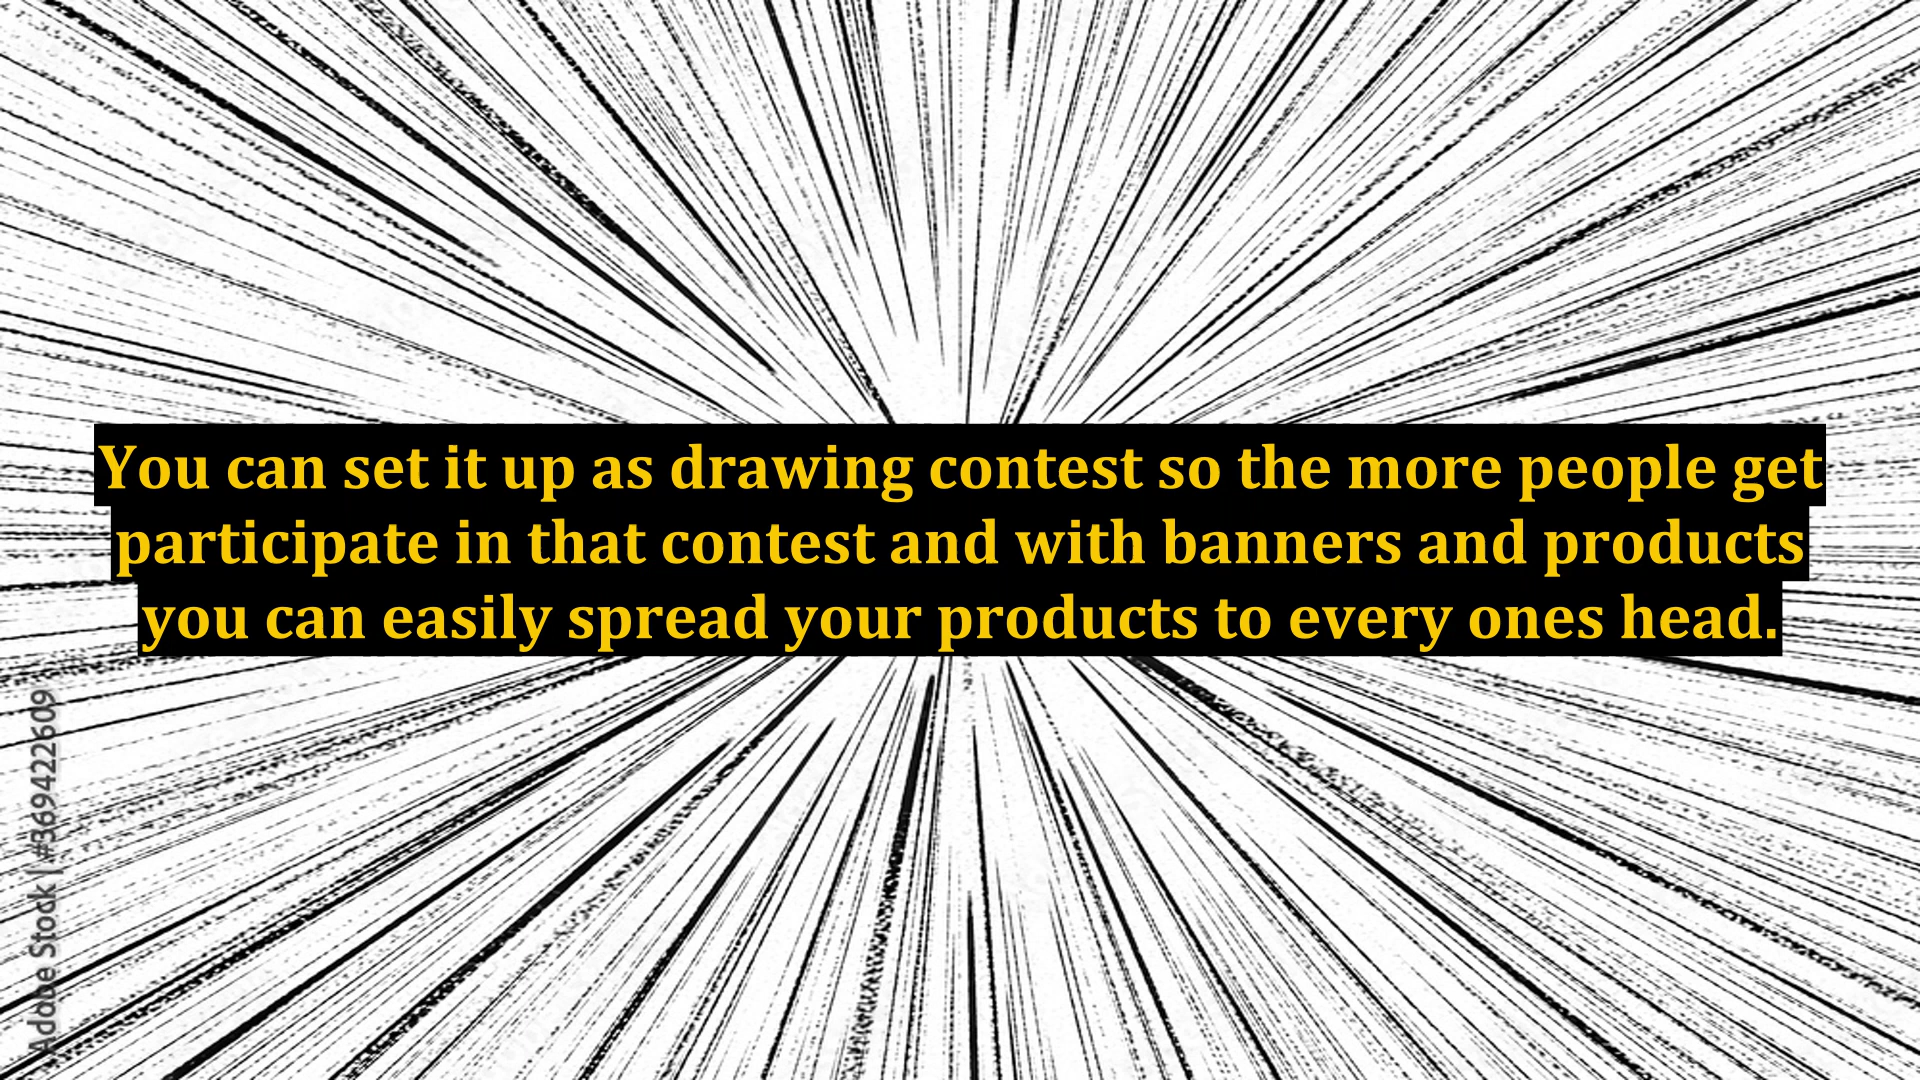 You can set it up as drawing contest so the more people get
participate in that contest and with banners and products
you can easily spread your products to every ones head.
Adobe Stock | #369422609